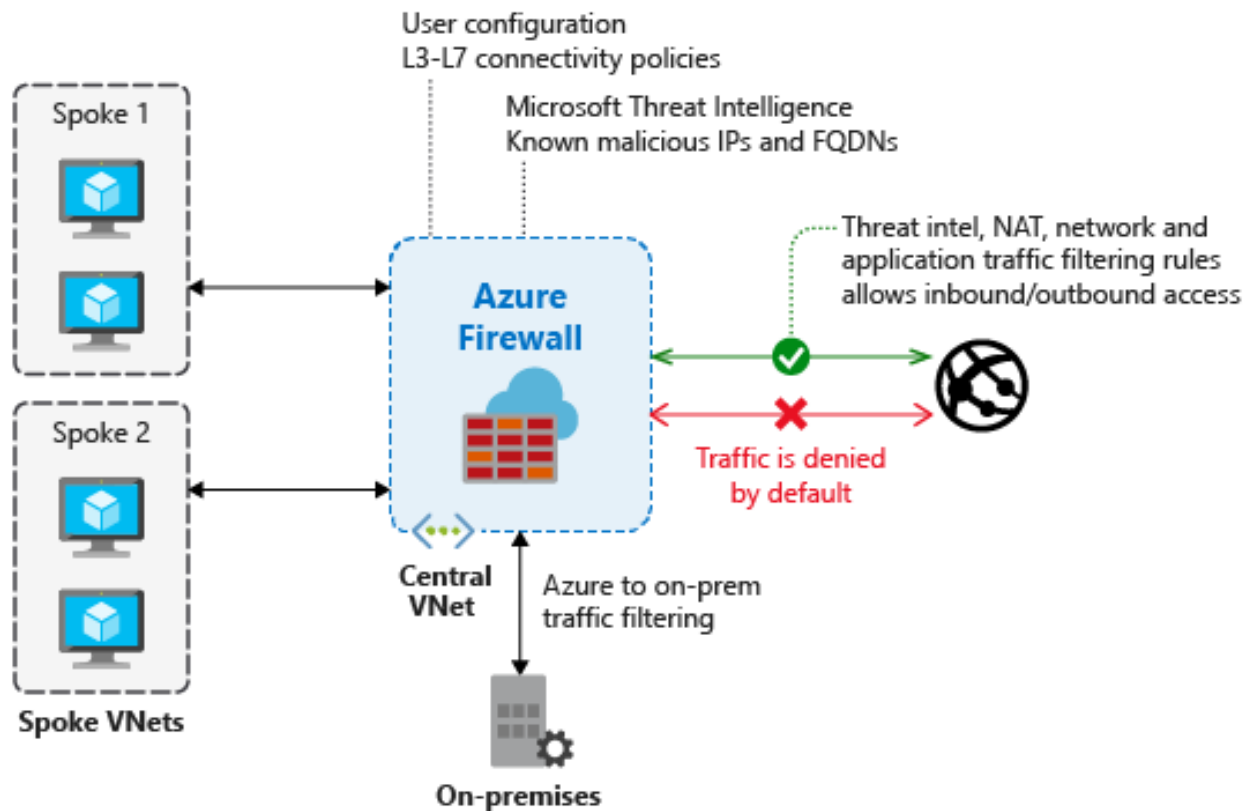 User configuration
L3-L7 connectivity policies
Microsoft Threat Intelligence
Known malicious IPs and FQDNs
Spoke 1
Threat intel, NAT, network and
application traffic filtering rules
allows inbound/outbound access
Azure
Firewall
Spoke 2
Traffic is denied
by default
Central
VNet
Azure to on-prem
traffic filtering
Spoke VNets
On-premises